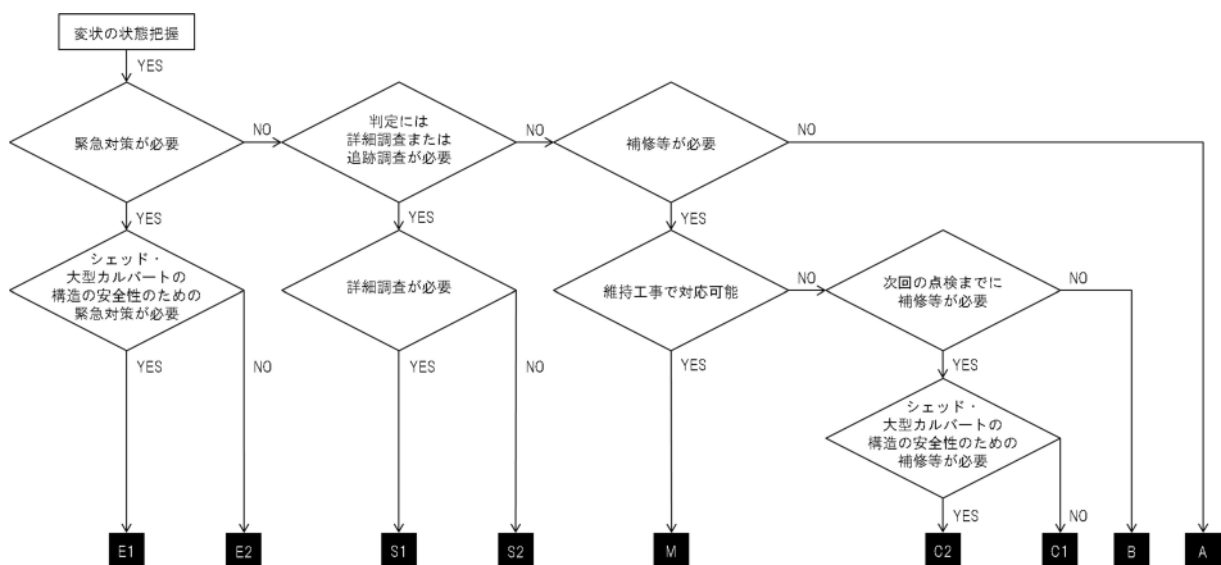 変状の状態把握
YES
緊急対策が必要
NO
判定には
詳細調査または
追跡調査が必要
NO
補修等が必要
NO
YES
YES
YES
シェッド・
大型カルバートの
構造の安全性のための
緊急対策が必要
詳細調査が必要
維持工事で対応可能
NO
次回の点検までに
補修等が必要
NO
YES
NO
YES
NO
YES
YES
シェッド・
大型カルバートの
構造の安全性のための
補修等が必要
YES
NO
E1
E2
S1
S2
M
C2
C1
B
A